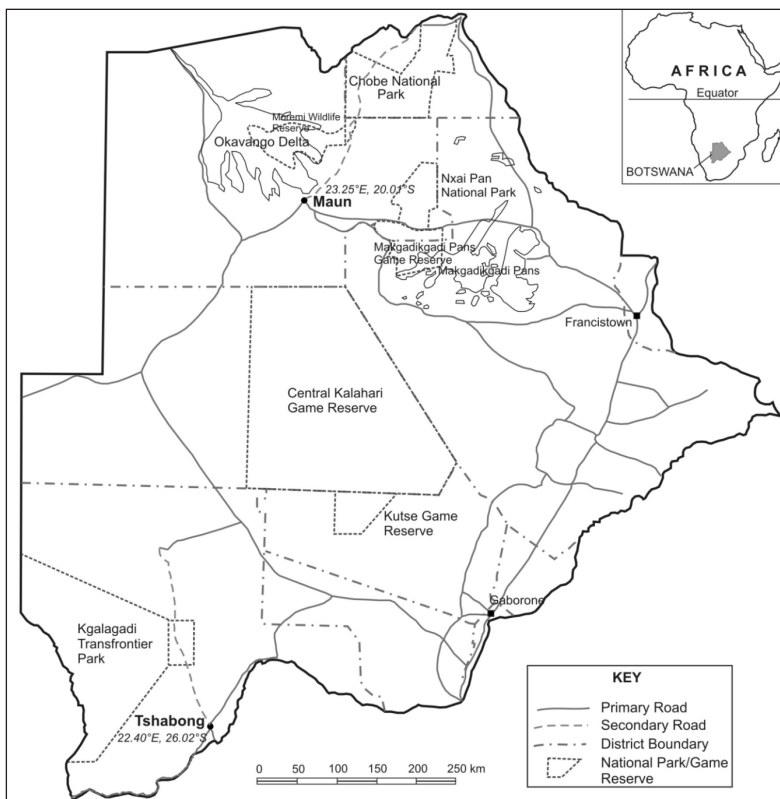 Chobe National
Park
Moremi Wildlife
Reserve
Okavango Delta
Nxai Pan
National Park
23.25°E, 20.01°S
Maun
Makgadikgadi Pans
Game Reserve
Makgadikgadi Pans
Francistown
Central Kalahari
Game Reserve
Kutse Game
Reserve
Gaborone
Kgalagadi
Transfrontier
Park
Tshabong
22.40°E, 26.02°S
AFRICA
Equator
BOTSWANA
KEY
Primary Road
Secondary Road
District Boundary
National Park/Game
Reserve
0 50 100 150 200 250 km